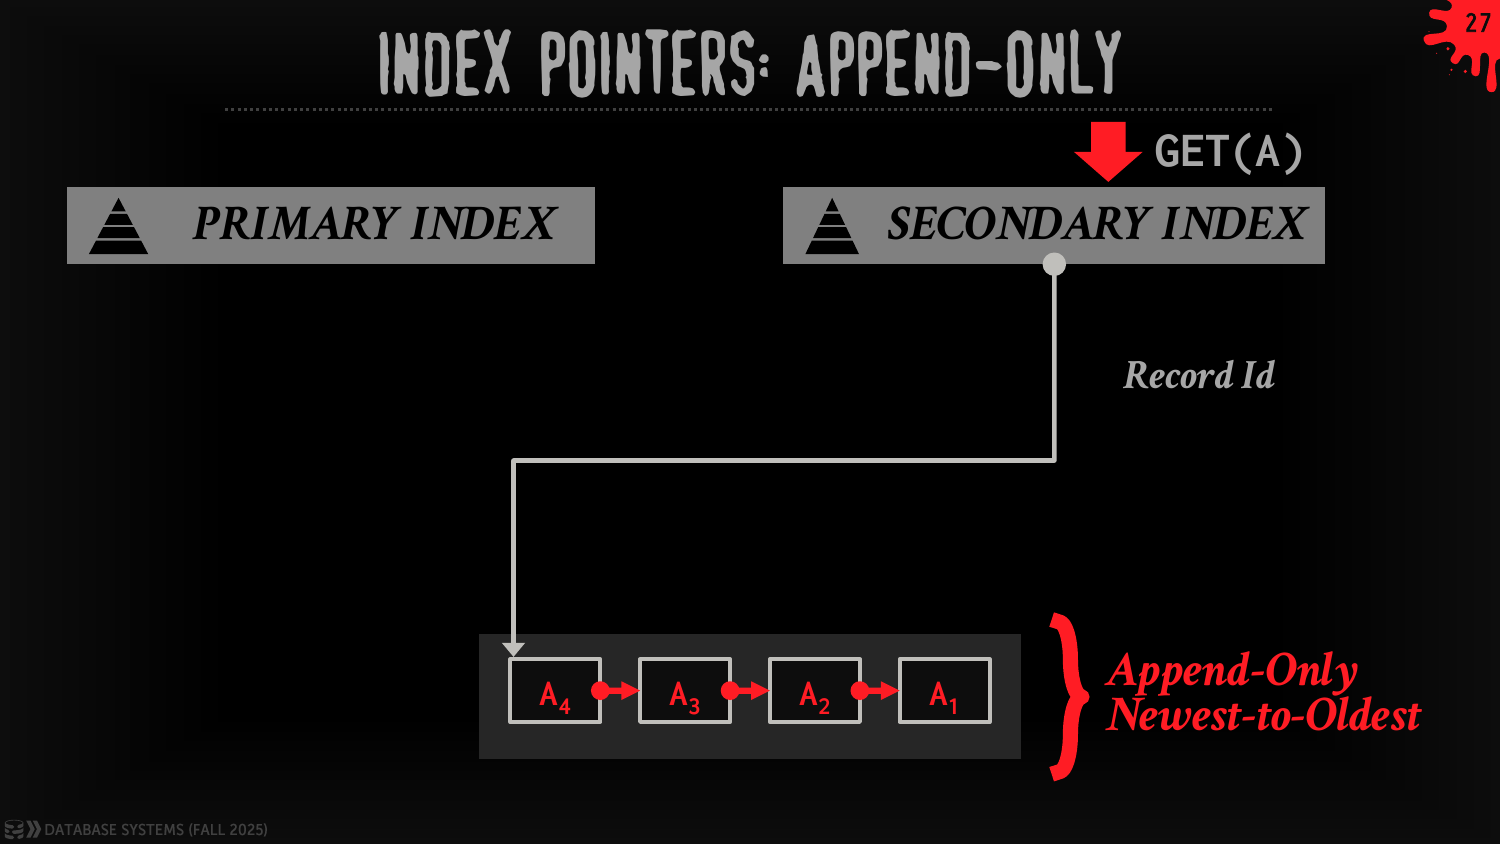 27
INDEX POINTERS: APPEND-ONLY
GET(A)
PRIMARY INDEX
SECONDARY INDEX
Record Id
A4 A3 A2 A1
Append-Only
Newest-to-Oldest
DATABASE SYSTEMS (FALL 2025)